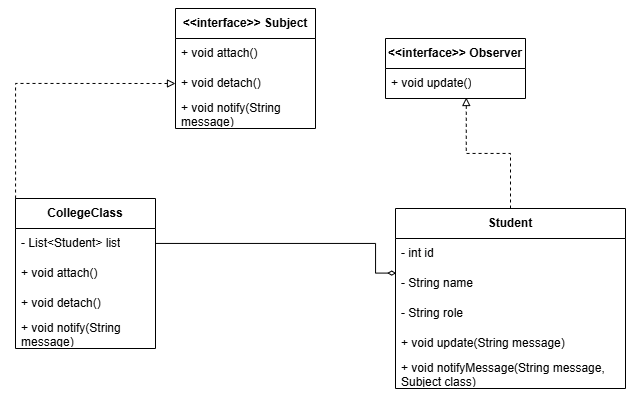 <<interface>> Subject
+ void attach()
+ void detach()
+ void notify(String
message)
<<interface>> Observer
+ void update()
CollegeClass
- List<Student> list
+ void attach()
+ void detach()
+ void notify(String
message)
Student
- int id
- String name
- String role
+ void update(String message)
+ void notifyMessage(String message,
Subject class)